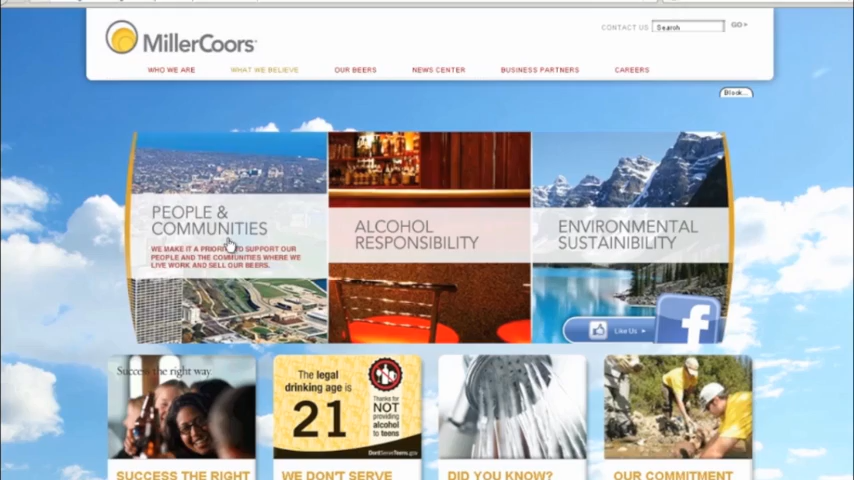 CONTACT US
Search
GO>
MillerCoors
WHO WE ARE
WHAT WE BELIEVE
OUR BEERS
NEWS CENTER
BUSINESS PARTNERS
CAREERS
Block...
PEOPLE &
COMMUNITIES
WE MAKE IT A PRIORITY TO SUPPORT OUR
PEOPLE AND THE COMMUNITIES WHERE WE
LIVE WORK AND SELL OUR BEERS.
ALCOHOL
RESPONSIBILITY
ENVIRONMENTAL
SUSTAINIBILITY
Like Us
f
Success the right way
The legal
drinking age is
21
Thanks for
NOT
providing
alcohol
to teens
DontServeTeens.gov
SUCCESS THE RIGHT
WE DON'T SERVE
DID YOU KNOW?
OUR COMMITMENT